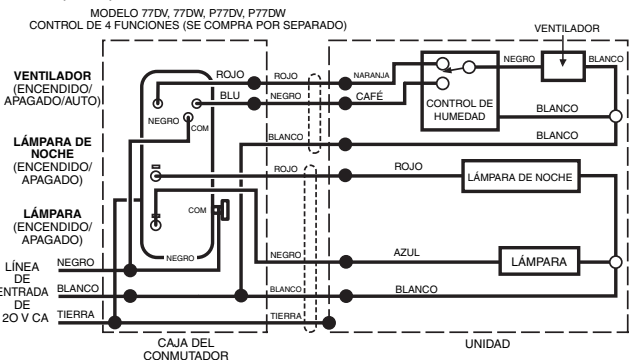 MODELO 77DV, 77DW, P77DV, P77DW
CONTROL DE 4 FUNCIONES (SE COMPRA POR SEPARADO)
VENTILADOR
VENTILADOR
(ENCENDIDO/
APAGADO/AUTO)
ROJO
ROJO
NARANJA
NEGRO
BLANCO
BLU
NEGRO
CAFÉ
NEGRO
COM
CONTROL DE
HUMEDAD
BLANCO
BLANCO
BLANCO
LÁMPARA DE
NOCHE
(ENCENDIDO/
APAGADO)
ROJO
ROJO
LÁMPARA DE NOCHE
LÁMPARA
(ENCENDIDO/
APAGADO)
COM
NEGRO
NEGRO
AZUL
LÁMPARA
LÍNEA
DE
ENTRADA
DE
20 V CA
NEGRO
BLANCO
BLANCO
BLANCO
TIERRA
TIERRA
CAJA DEL
CONMUTADOR
UNIDAD